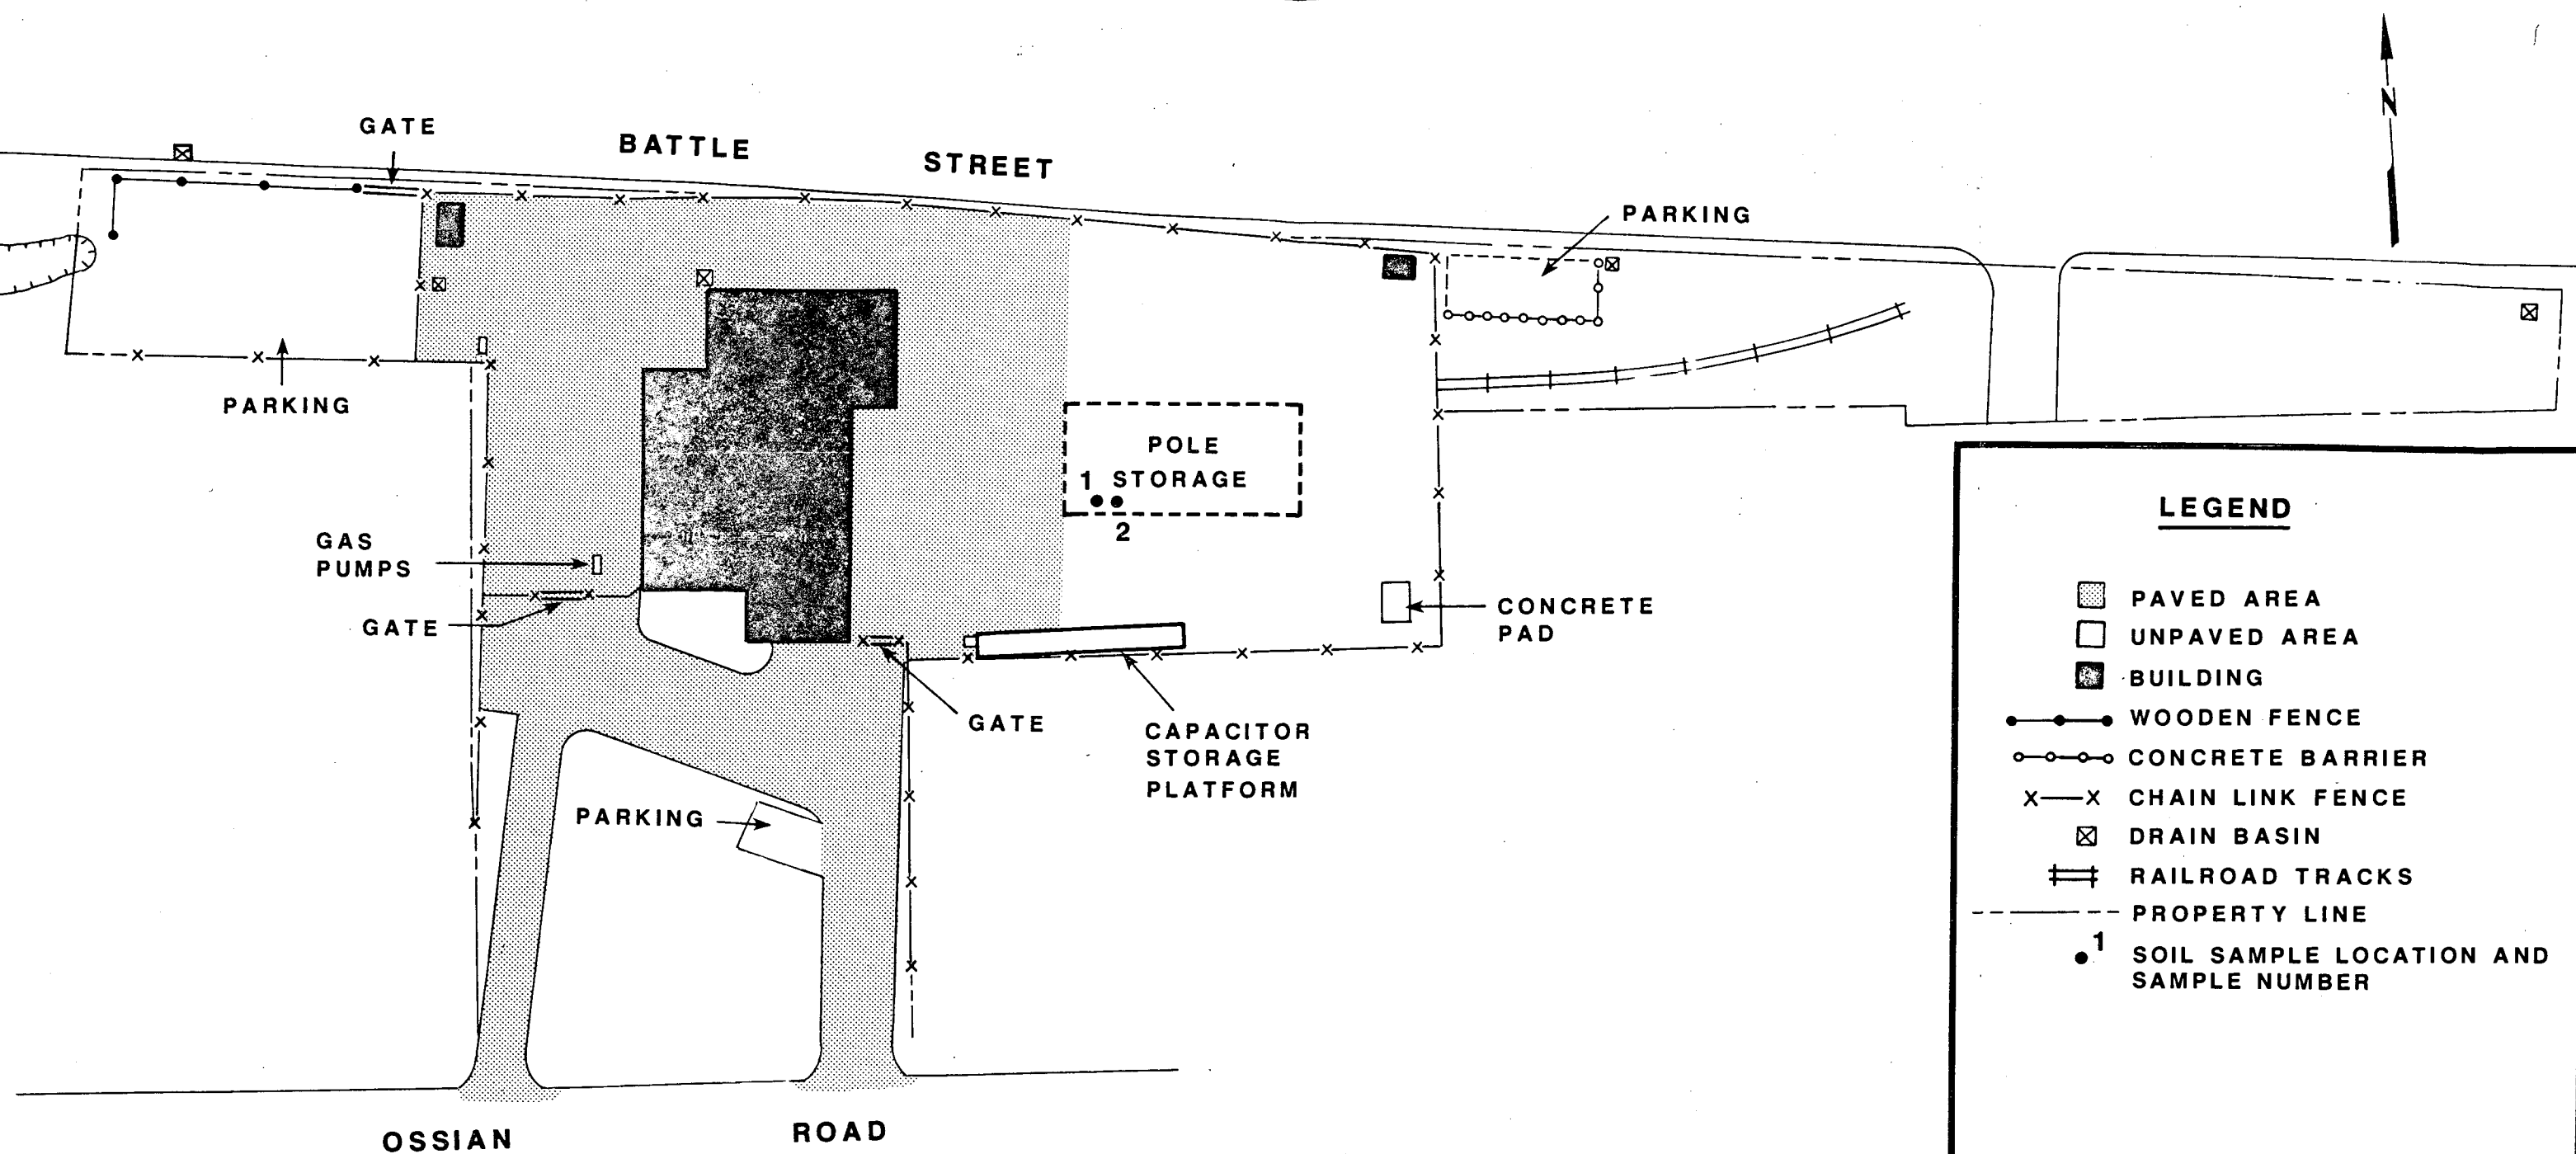 GATE
BATTLE STREET
N
PARKING
PARKING
POLE
STORAGE
1
2
GAS
PUMPS
GATE
CONCRETE
PAD
GATE
CAPACITOR
STORAGE
PLATFORM
PARKING
OSSIAN ROAD
LEGEND
PAVED AREA
UNPAVED AREA
BUILDING
WOODEN FENCE
CONCRETE BARRIER
CHAIN LINK FENCE
DRAIN BASIN
RAILROAD TRACKS
PROPERTY LINE
1
SOIL SAMPLE LOCATION AND
SAMPLE NUMBER